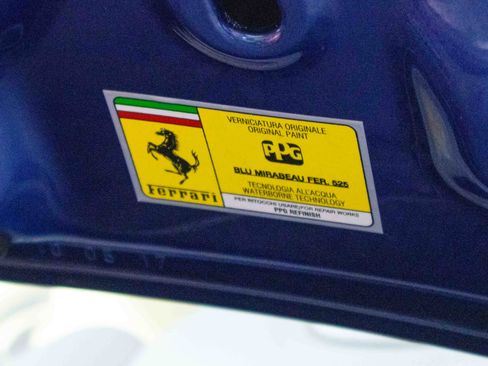 Ferrari
VERNICIATURA ORIGINALE
ORIGINAL PAINT
PPG
BLU MIRABEAU FER. 525
TECNOLOGIA ALL'ACQUA
WATERBORNE TECHNOLOGY
PER RITOCCHI USARE/FOR REPAIR WORKS
PPG REFINISH